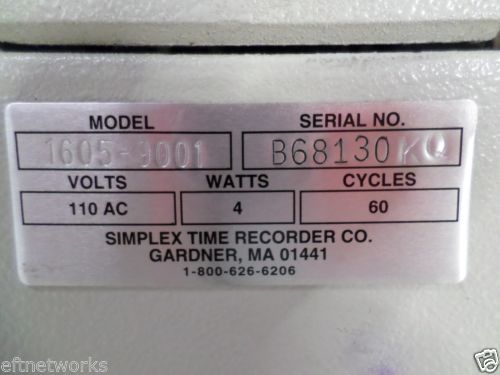 MODEL SERIAL NO.
1605-9001 B68130KQ
VOLTS WATTS CYCLES
110 AC 4 60
SIMPLEX TIME RECORDER CO.
GARDNER, MA 01441
1-800-626-6206
eftnetworks